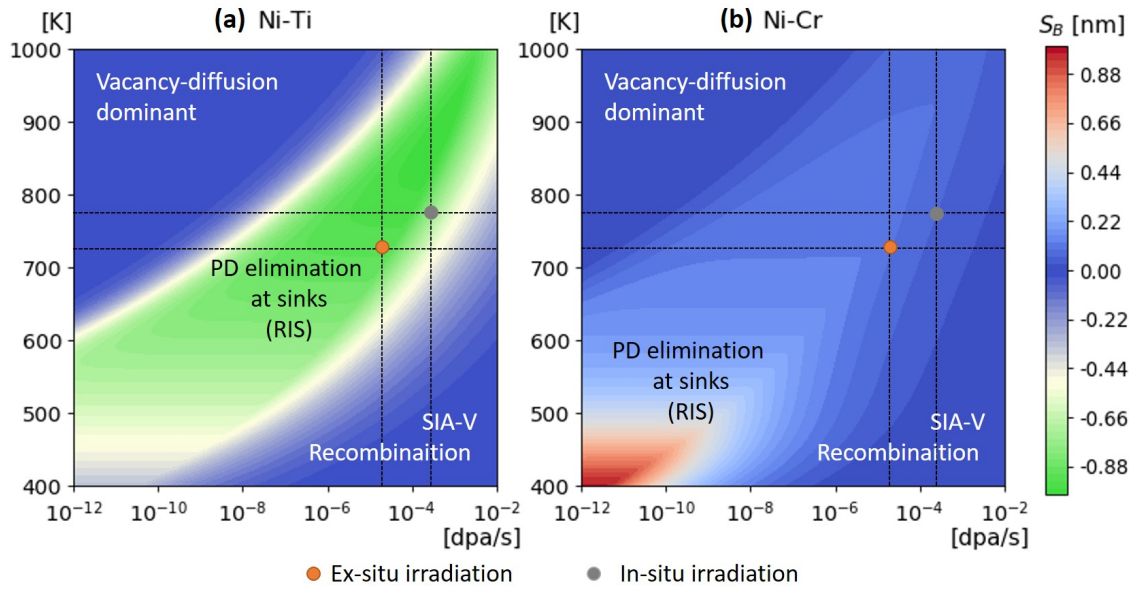 [K] (a) Ni-Ti (b) Ni-Cr S_B [nm]
1000
900
800
700
600
500
400
Vacancy-diffusion
dominant
PD elimination
at sinks
(RIS)
SIA-V
Recombinaition
10⁻¹² 10⁻¹⁰ 10⁻⁸ 10⁻⁶ 10⁻⁴ 10⁻²
[dpa/s]
[K]
1000
900
800
700
600
500
400
Vacancy-diffusion
dominant
PD elimination
at sinks
(RIS)
SIA-V
Recombinaition
10⁻¹² 10⁻¹⁰ 10⁻⁸ 10⁻⁶ 10⁻⁴ 10⁻²
[dpa/s]
0.88
0.66
0.44
0.22
0.00
-0.22
-0.44
-0.66
-0.88
Ex-situ irradiation In-situ irradiation